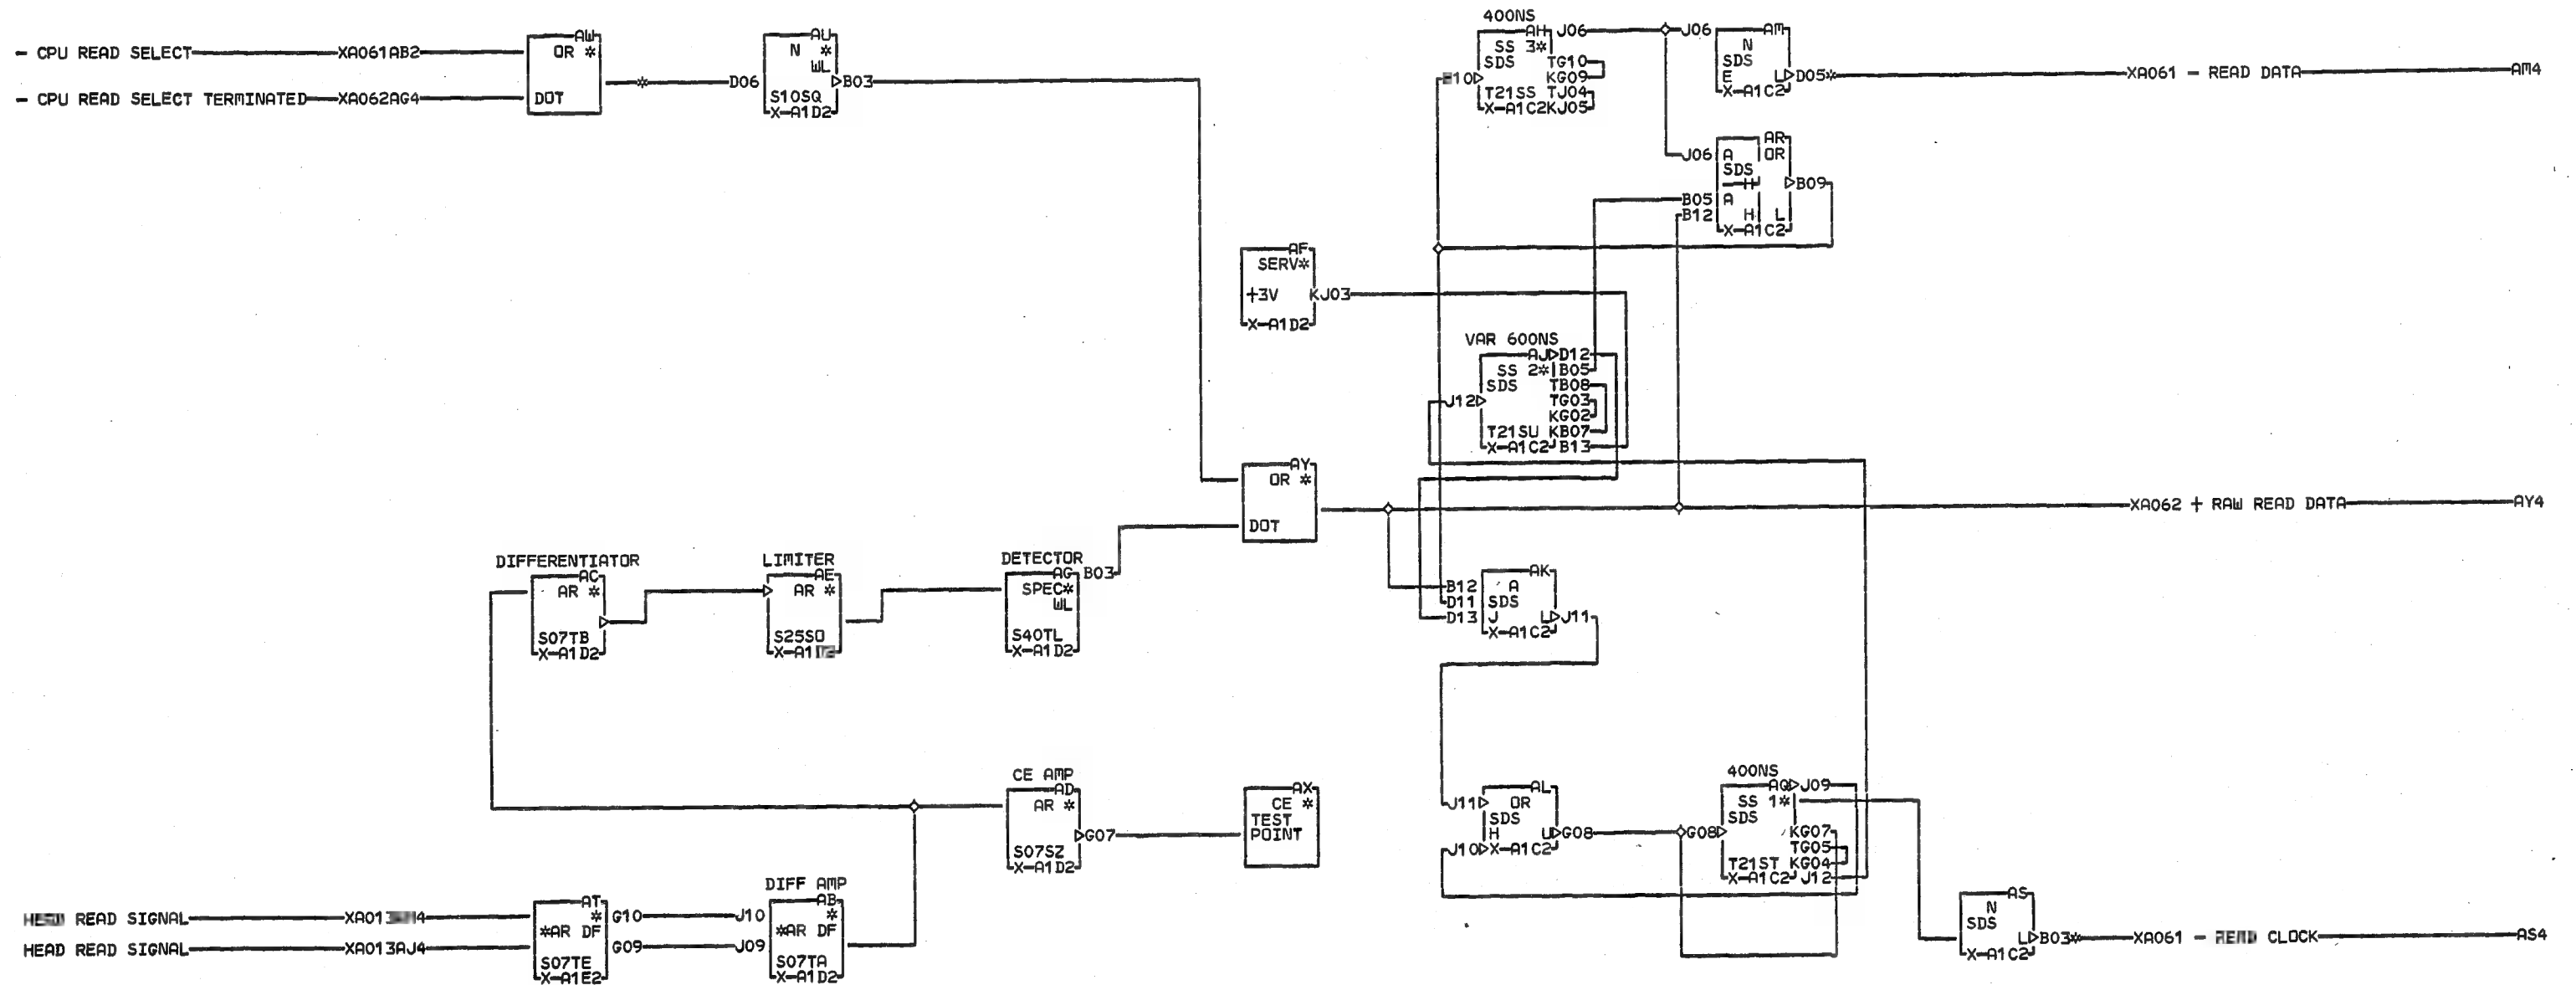 - CPU READ SELECT XA061AB2
- CPU READ SELECT TERMINATED XA062AG4
AW
OR *
DOT
* D06
AU
N *
WL
S10SQ
X-A1D2
B03
400NS
AH J06
SS 3*
SDS
TG10
KG09
10
T21SS TJ04
X-A1C2KJ05
J06 AM
N
SDS
E L D05*
X-A1C2
XA061 - READ DATA AM4
AR
J06 A OR
SDS
H
B09
B05 A
B12 H L
X-A1C2
AF
SERV*
+3V KJ03
X-A1D2
VAR 600NS
AJ D12
SS 2* B05
SDS TB08
J12 TG03
KG02
T21SU KB07
X-A1C2 B13
AY
OR *
DOT
XA062 + RAW READ DATA AY4
DIFFERENTIATOR
AC
AR *
S07TB
X-A1D2
LIMITER
AE
AR *
S25SO
X-A1
DETECTOR
AG B03
SPEC*
WL
S40TL
X-A1D2
AK
B12 A
D11 SDS
D13 J L J11
X-A1C2
CE AMP
AD
AR *
G07
S07SZ
X-A1D2
AX
CE *
TEST
POINT
AL
J11 OR
SDS
H U G08
J10 X-A1C2
400NS
AQ J09
SS 1*
SDS
G08 KG07
TG05
T21ST KG04
X-A1C2 J12
READ SIGNAL XA013 4
HEAD READ SIGNAL XA013AJ4
AT
*
*AR DF
S07TE
X-A1E2
G10 J10
G09 J09
DIFF AMP
AB
*
*AR DF
S07TA
X-A1D2
AS
N
SDS
L B03*
X-A1C2
XA061 - CLOCK AS4